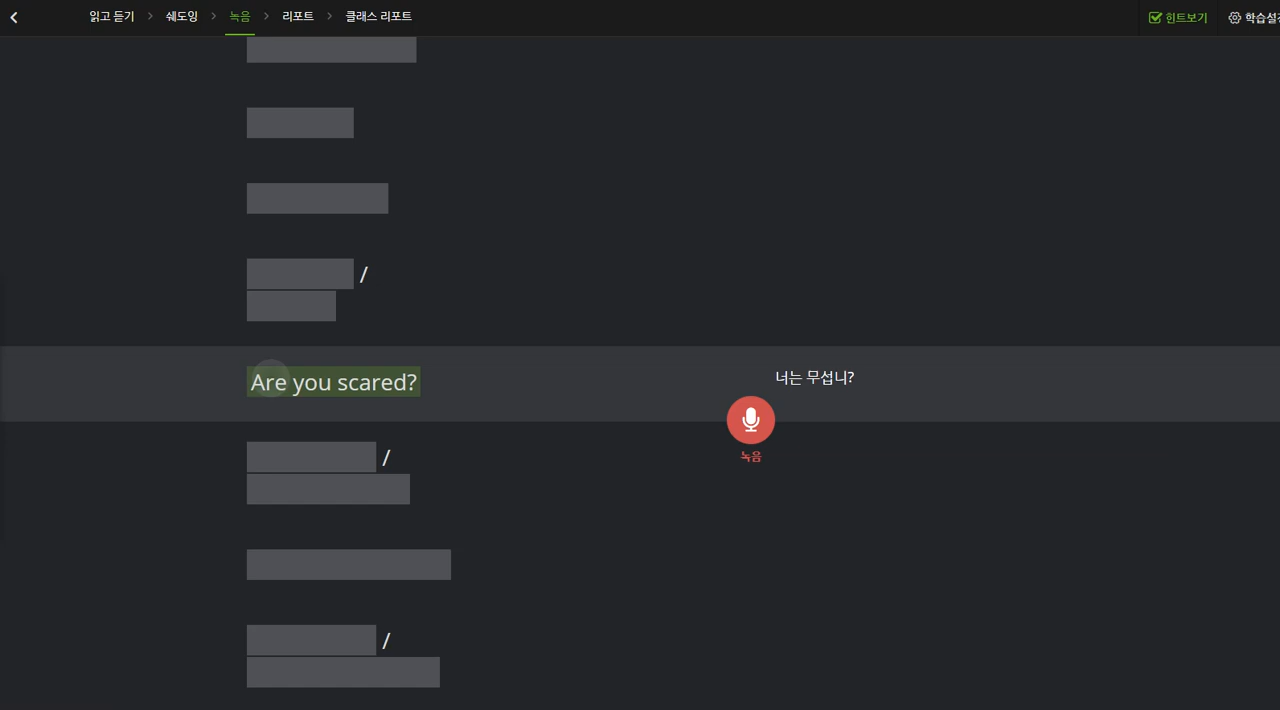 읽고 듣기 > 쉐도잉 > 녹음 > 리포트 > 클래스 리포트
힌트보기
/
Are you scared?
너는 무섭니?
녹음
/
/